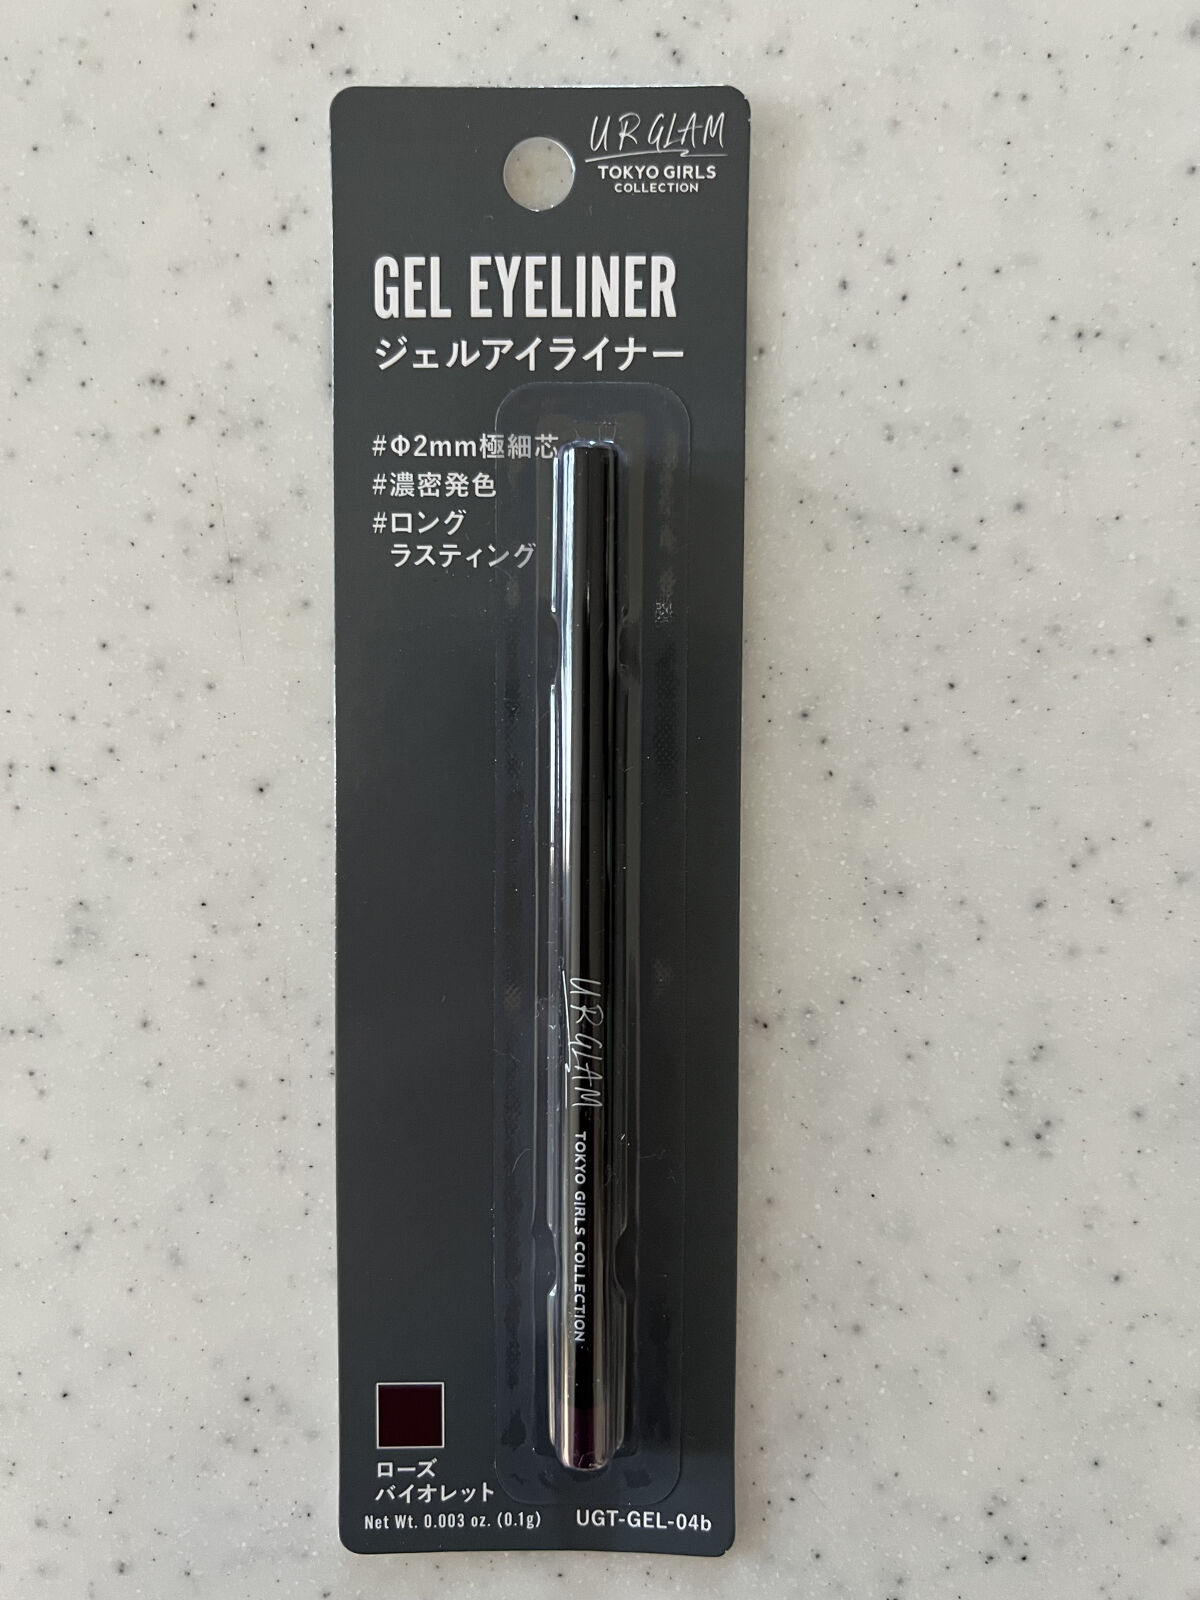 UR GLAM
TOKYO GIRLS
COLLECTION
GEL EYELINER
ジェルアイライナー
#Φ2mm極細芯
#濃密発色
#ロング
ラスティング
UR GLAM
TOKYO GIRLS COLLECTION
ローズ
バイオレット
Net Wt. 0.003 oz. (0.1g)
UGT-GEL-04b